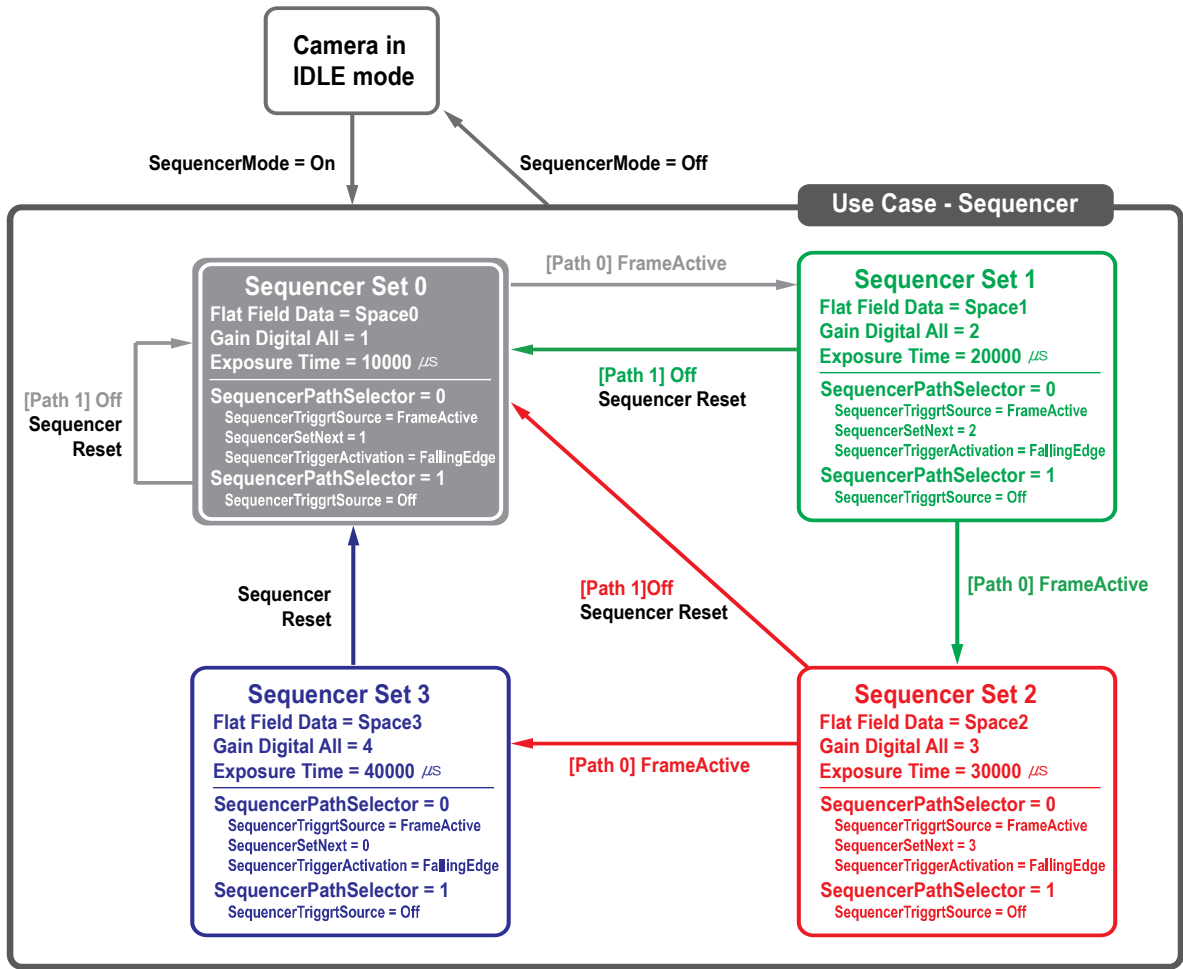 Camera in
IDLE mode
SequencerMode = On
SequencerMode = Off
Use Case - Sequencer
Sequencer Set 0
Flat Field Data = Space0
Gain Digital All = 1
Exposure Time = 10000 μs
SequencerPathSelector = 0
SequencerTriggrtSource = FrameActive
SequencerSetNext = 1
SequencerTriggerActivation = FallingEdge
SequencerPathSelector = 1
SequencerTriggrtSource = Off
[Path 1] Off
Sequencer
Reset
[Path 0] FrameActive
[Path 1] Off
Sequencer Reset
Sequencer Set 1
Flat Field Data = Space1
Gain Digital All = 2
Exposure Time = 20000 μs
SequencerPathSelector = 0
SequencerTriggrtSource = FrameActive
SequencerSetNext = 2
SequencerTriggerActivation = FallingEdge
SequencerPathSelector = 1
SequencerTriggrtSource = Off
[Path 0] FrameActive
[Path 1]Off
Sequencer Reset
Sequencer
Reset
Sequencer Set 3
Flat Field Data = Space3
Gain Digital All = 4
Exposure Time = 40000 μs
SequencerPathSelector = 0
SequencerTriggrtSource = FrameActive
SequencerSetNext = 0
SequencerTriggerActivation = FallingEdge
SequencerPathSelector = 1
SequencerTriggrtSource = Off
[Path 0] FrameActive
Sequencer Set 2
Flat Field Data = Space2
Gain Digital All = 3
Exposure Time = 30000 μs
SequencerPathSelector = 0
SequencerTriggrtSource = FrameActive
SequencerSetNext = 3
SequencerTriggerActivation = FallingEdge
SequencerPathSelector = 1
SequencerTriggrtSource = Off